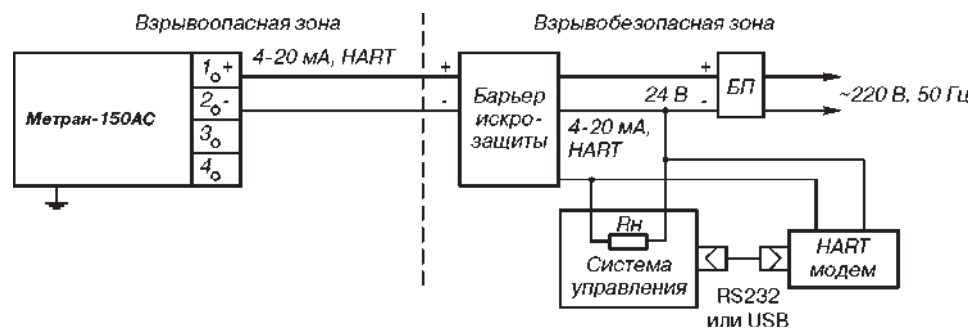 Взрывоопасная зона
Взрывобезопасная зона
Метран-150АС
1 +
2 -
3
4
4-20 мА, HART
+
-
Барьер
искро-
защиты
+
24 В -
БП
~220 В, 50 Гц
4-20 мА,
HART
Rн
Система
управления
HART
модем
RS232
или USB